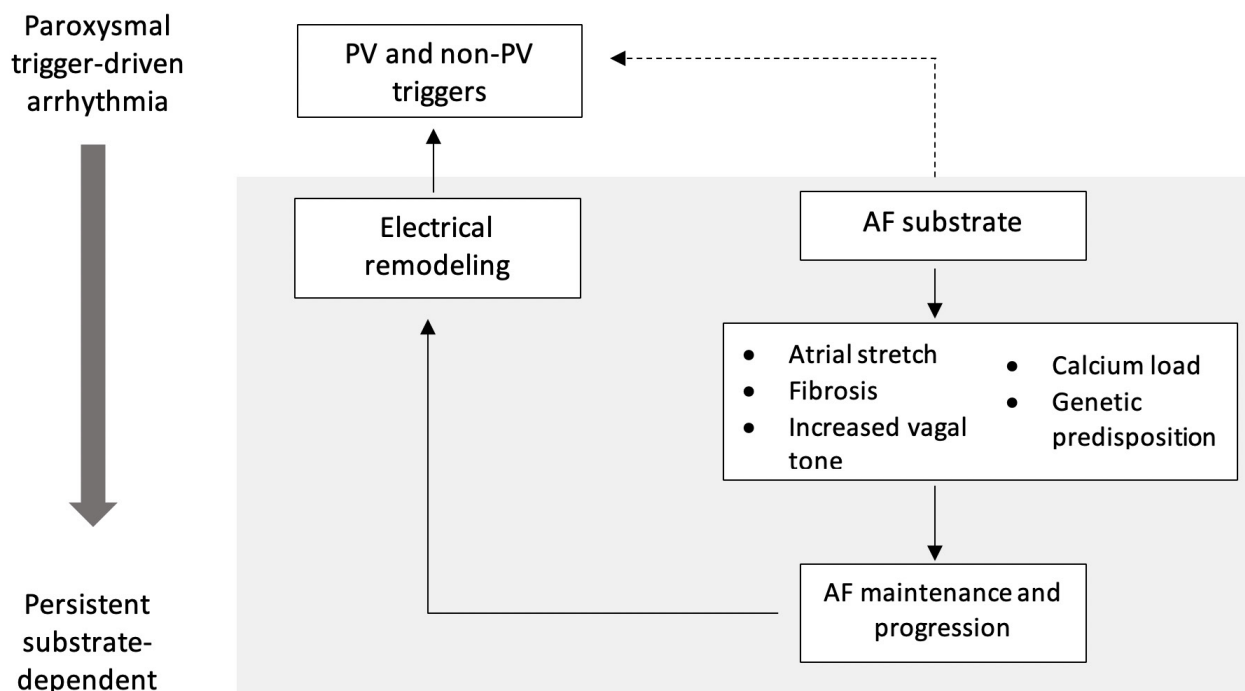 Paroxysmal
trigger-driven
arrhythmia
PV and non-PV
triggers
Electrical
remodeling
AF substrate
● Atrial stretch
● Fibrosis
● Increased vagal
tone
● Calcium load
● Genetic
predisposition
AF maintenance and
progression
Persistent
substrate-
dependent